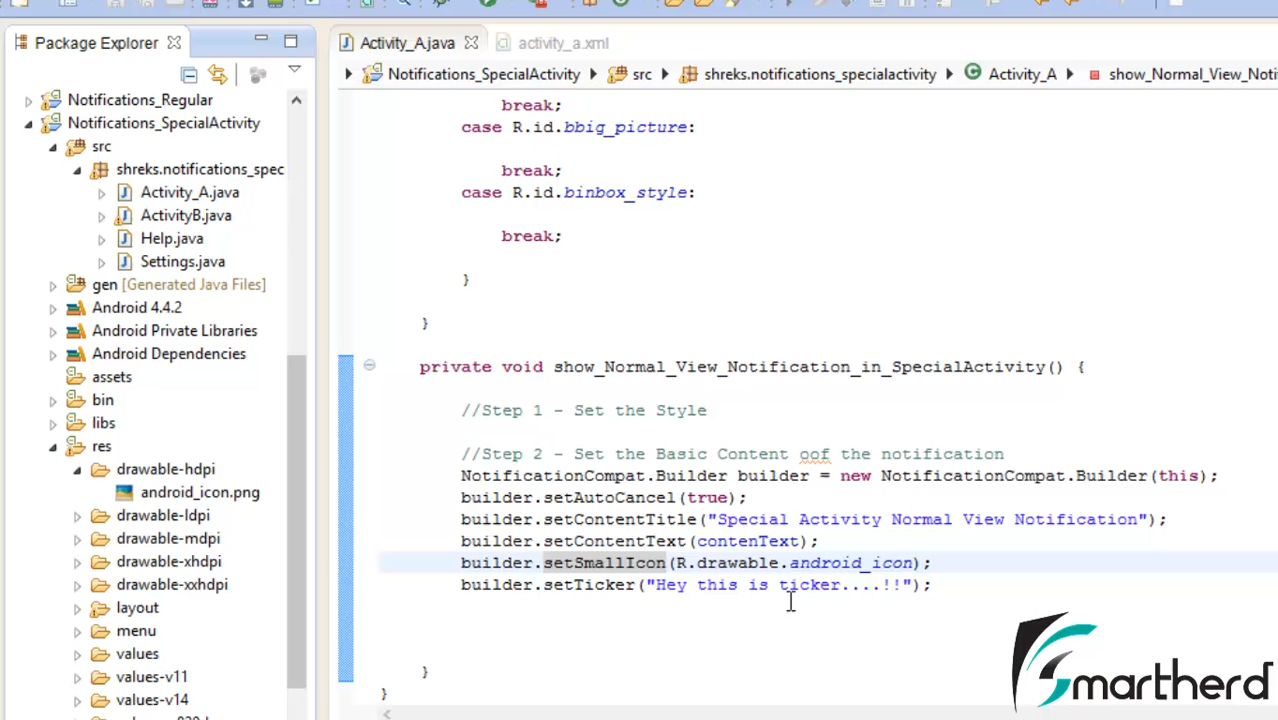 Package Explorer
Notifications_Regular
Notifications_SpecialActivity
src
shreks.notifications_spec
Activity_A.java
ActivityB.java
Help.java
Settings.java
gen [Generated Java Files]
Android 4.4.2
Android Private Libraries
Android Dependencies
assets
bin
libs
res
drawable-hdpi
android_icon.png
drawable-ldpi
drawable-mdpi
drawable-xhdpi
drawable-xxhdpi
layout
menu
values
values-v11
values-v14
Activity_A.java activity_a.xml
Notifications_SpecialActivity src shreks.notifications_specialactivity Activity_A show_Normal_View_Noti
break;
case R.id.bbig_picture:
break;
case R.id.binbox_style:
break;
}
}
private void show_Normal_View_Notification_in_SpecialActivity() {
//Step 1 - Set the Style
//Step 2 - Set the Basic Content oof the notification
NotificationCompat.Builder builder = new NotificationCompat.Builder(this);
builder.setAutoCancel(true);
builder.setContentTitle("Special Activity Normal View Notification");
builder.setContentText(contenText);
builder.setSmallIcon(R.drawable.android_icon);
builder.setTicker("Hey this is ticker....!!");
}
}
Smartherd